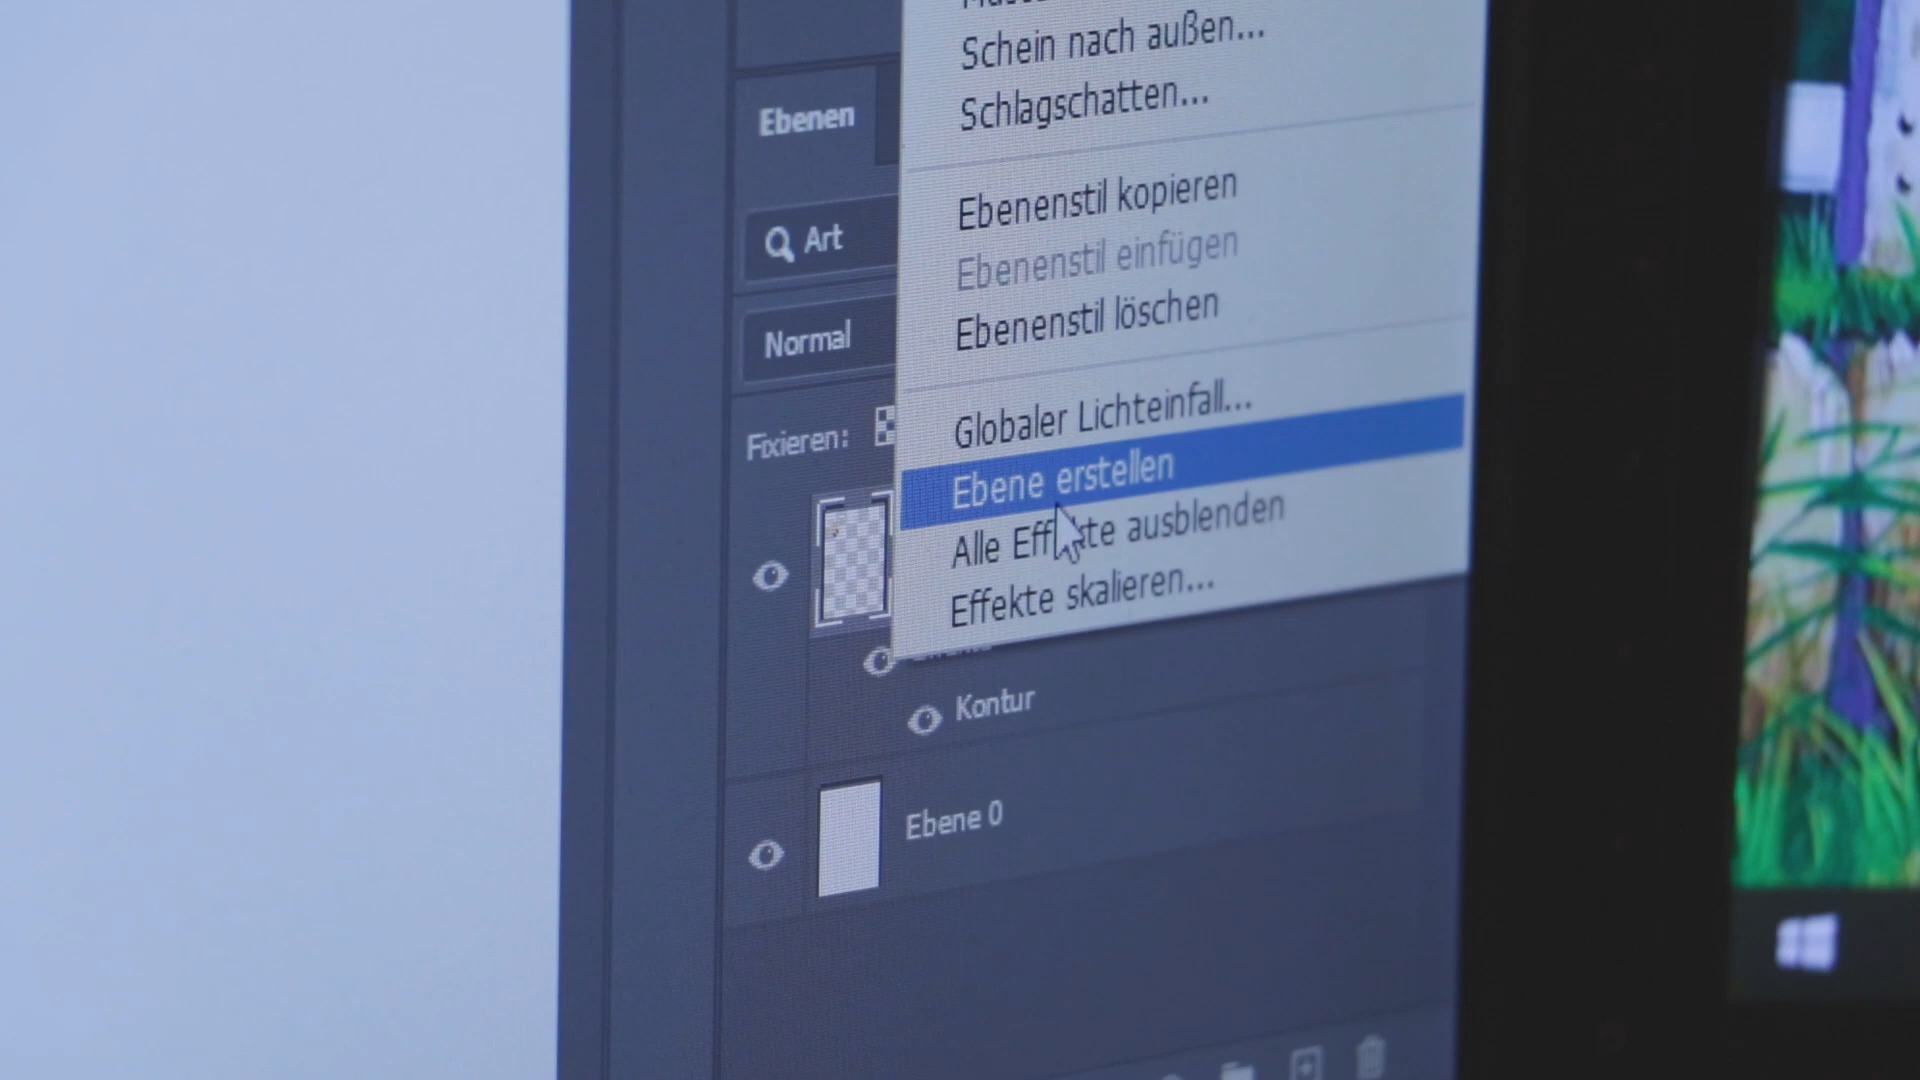 Schein nach außen...
Schlagschatten...
Ebenen
Ebenenstil kopieren
Art
Ebenenstil einfügen
Ebenenstil löschen
Normal
Globaler Lichteinfall...
Fixieren:
Ebene erstellen
Alle Effekte ausblenden
Effekte skalieren...
Kontur
Ebene 0